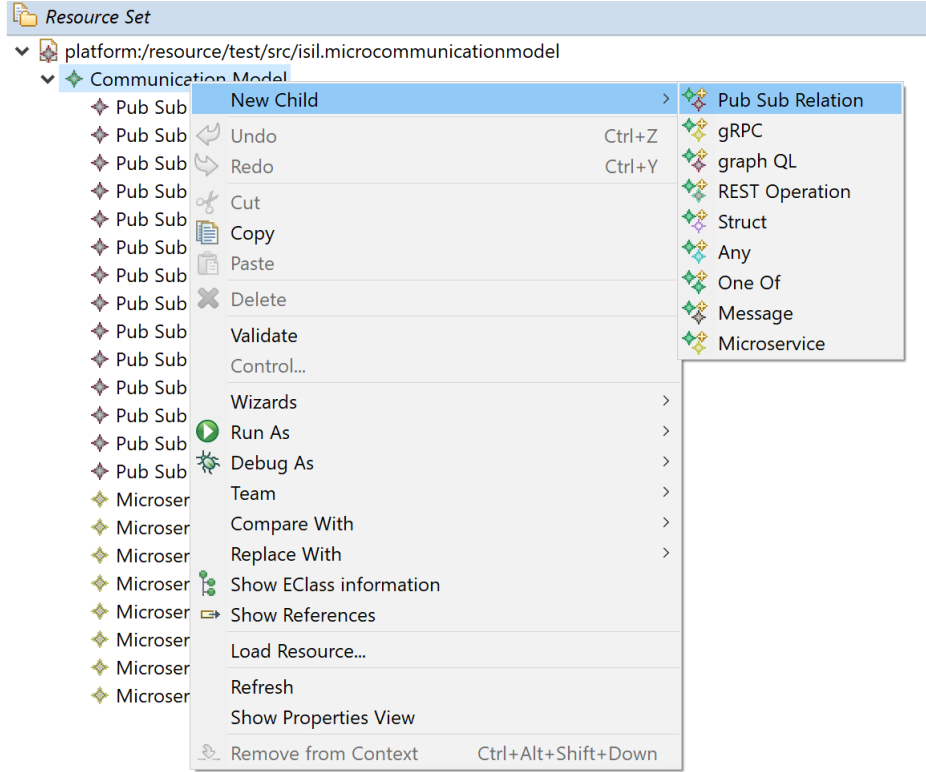 Resource Set
platform:/resource/test/src/isil.microcommunicationmodel
Communication Model
New Child
Undo Ctrl+Z
Redo Ctrl+Y
Cut
Copy
Paste
Delete
Validate
Control...
Wizards
Run As
Debug As
Team
Compare With
Replace With
Show EClass information
Show References
Load Resource...
Refresh
Show Properties View
Remove from Context Ctrl+Alt+Shift+Down
Pub Sub Relation
gRPC
graph QL
REST Operation
Struct
Any
One Of
Message
Microservice
Pub Sub
Pub Sub
Pub Sub
Pub Sub
Pub Sub
Pub Sub
Pub Sub
Pub Sub
Pub Sub
Pub Sub
Pub Sub
Pub Sub
Pub Sub
Pub Sub
Microser
Microser
Microser
Microser
Microser
Microser
Microser
Microser